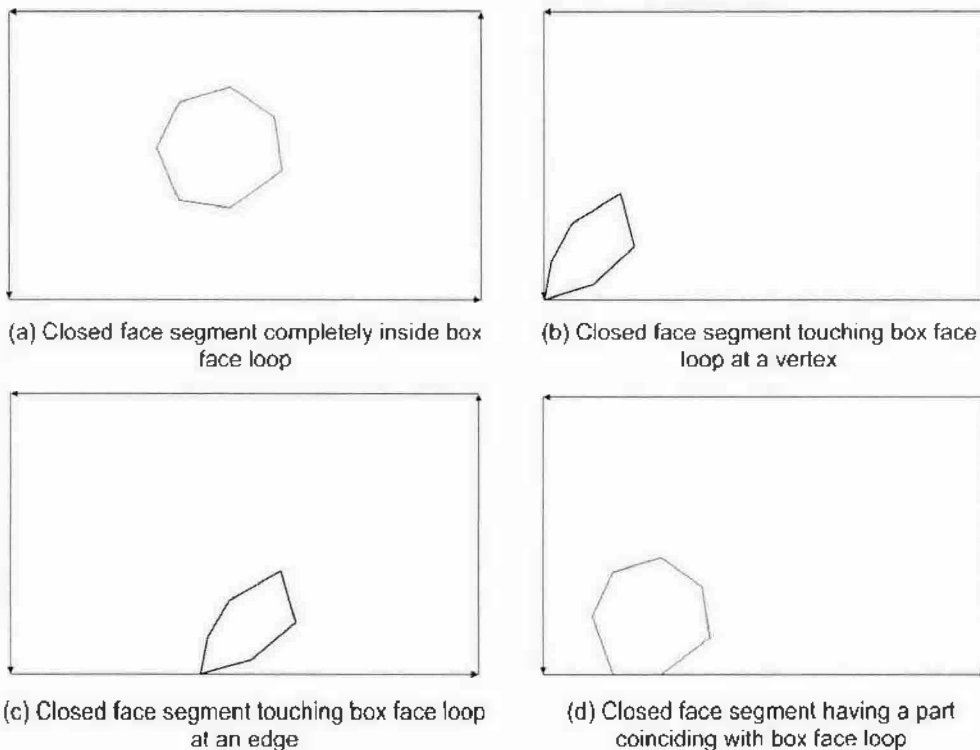 (a) Closed face segment completely inside box
face loop
(b) Closed face segment touching box face
loop at a vertex
(c) Closed face segment touching box face loop
at an edge
(d) Closed face segment having a part
coinciding with box face loop